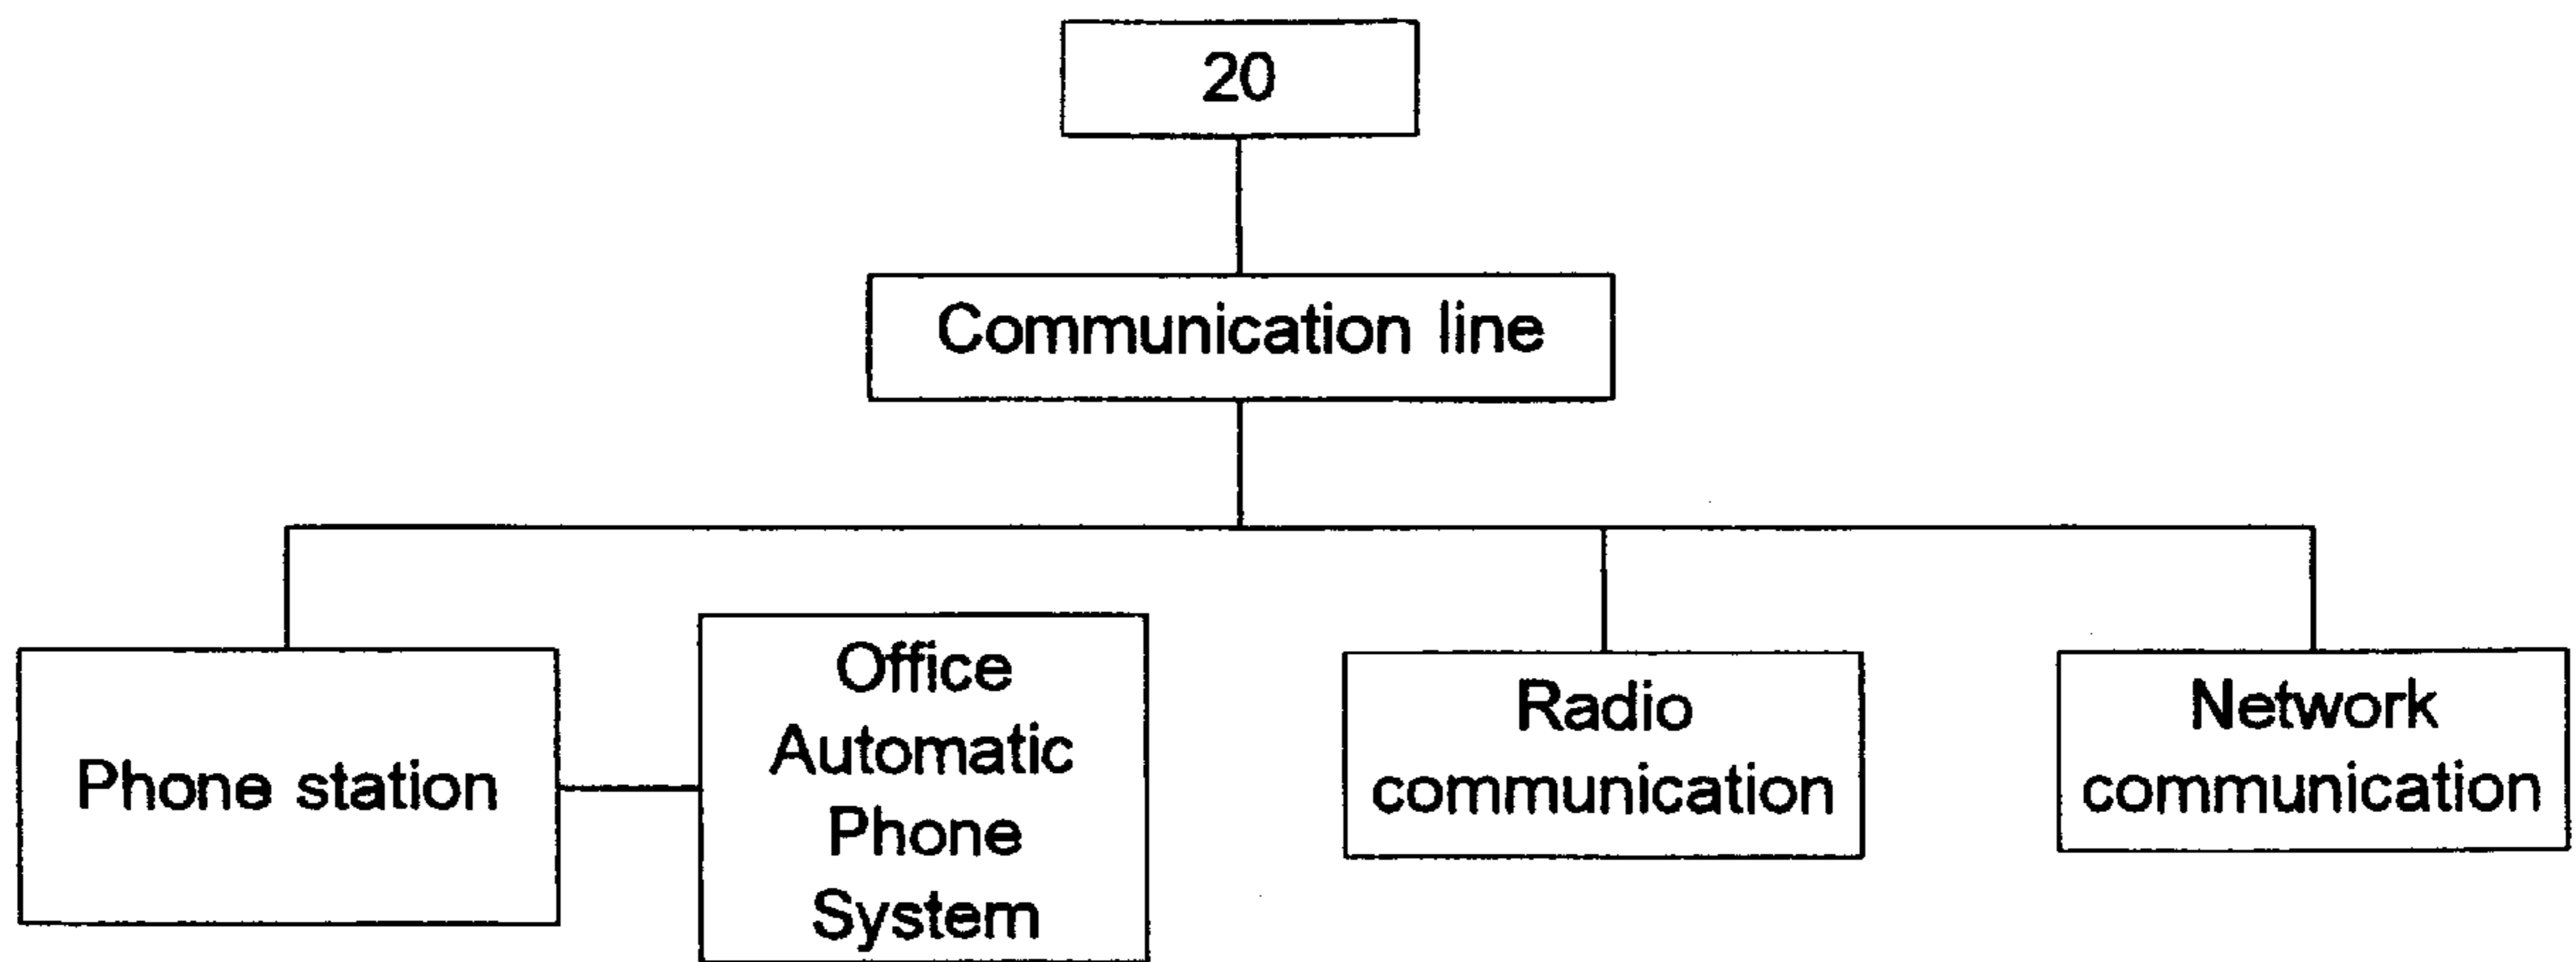 20
Communication line
Phone station
Office
Automatic
Phone
System
Radio
communication
Network
communication